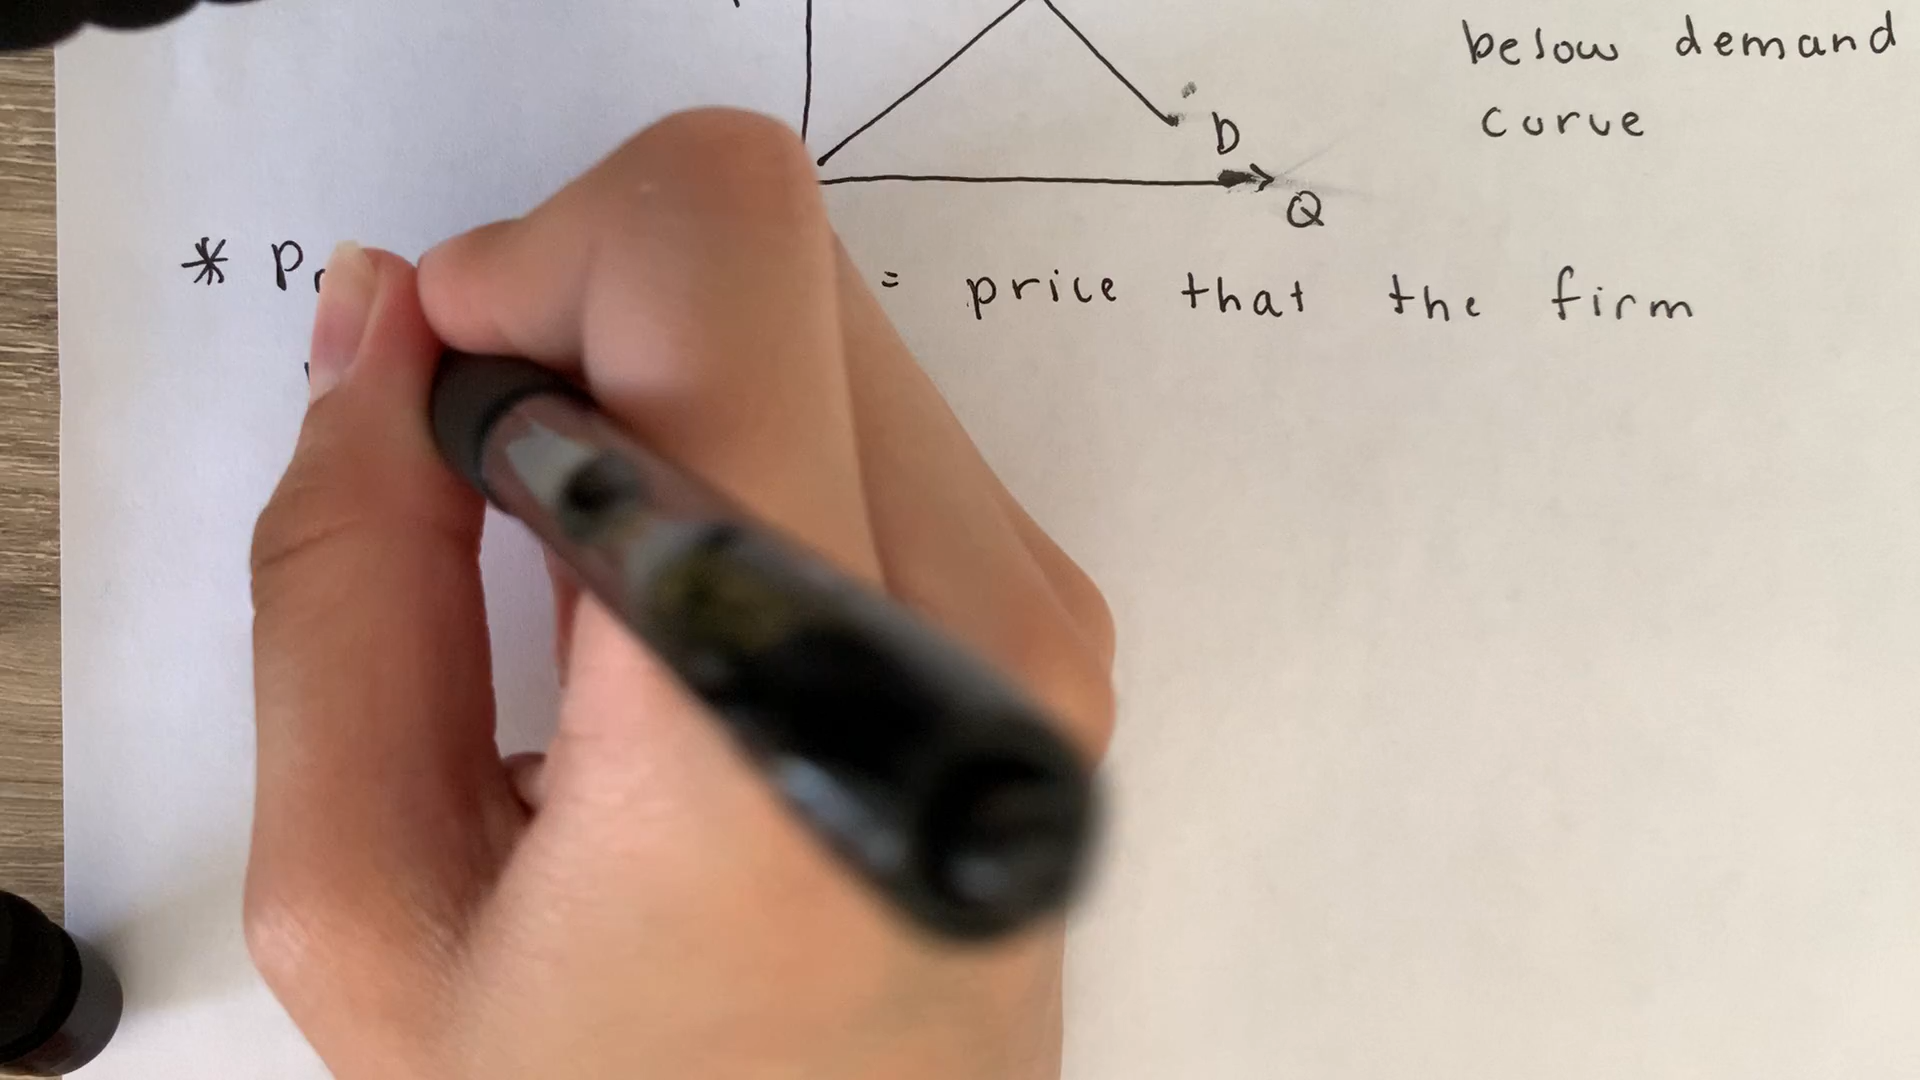 below demand
curve
D
Q
* = price that the firm